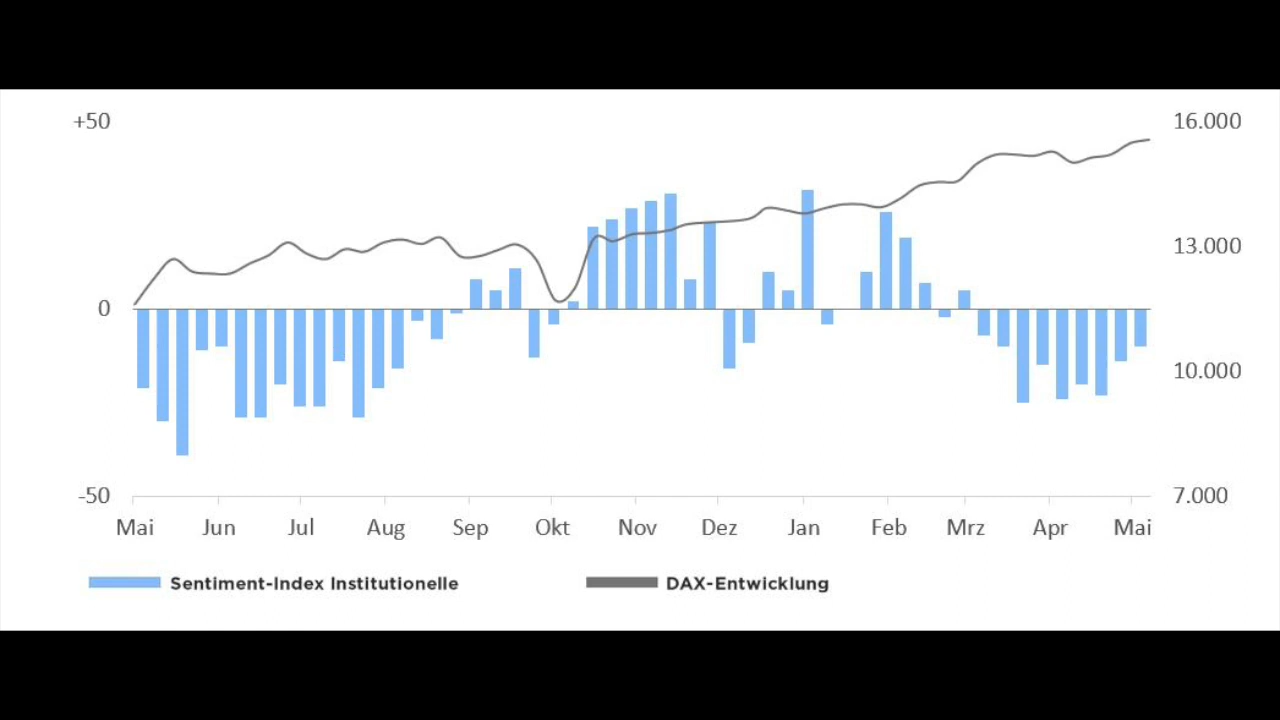 +50 16.000
13.000
0
10.000
-50 7.000
Mai Jun Jul Aug Sep Okt Nov Dez Jan Feb Mrz Apr Mai
Sentiment-Index Institutionelle DAX-Entwicklung